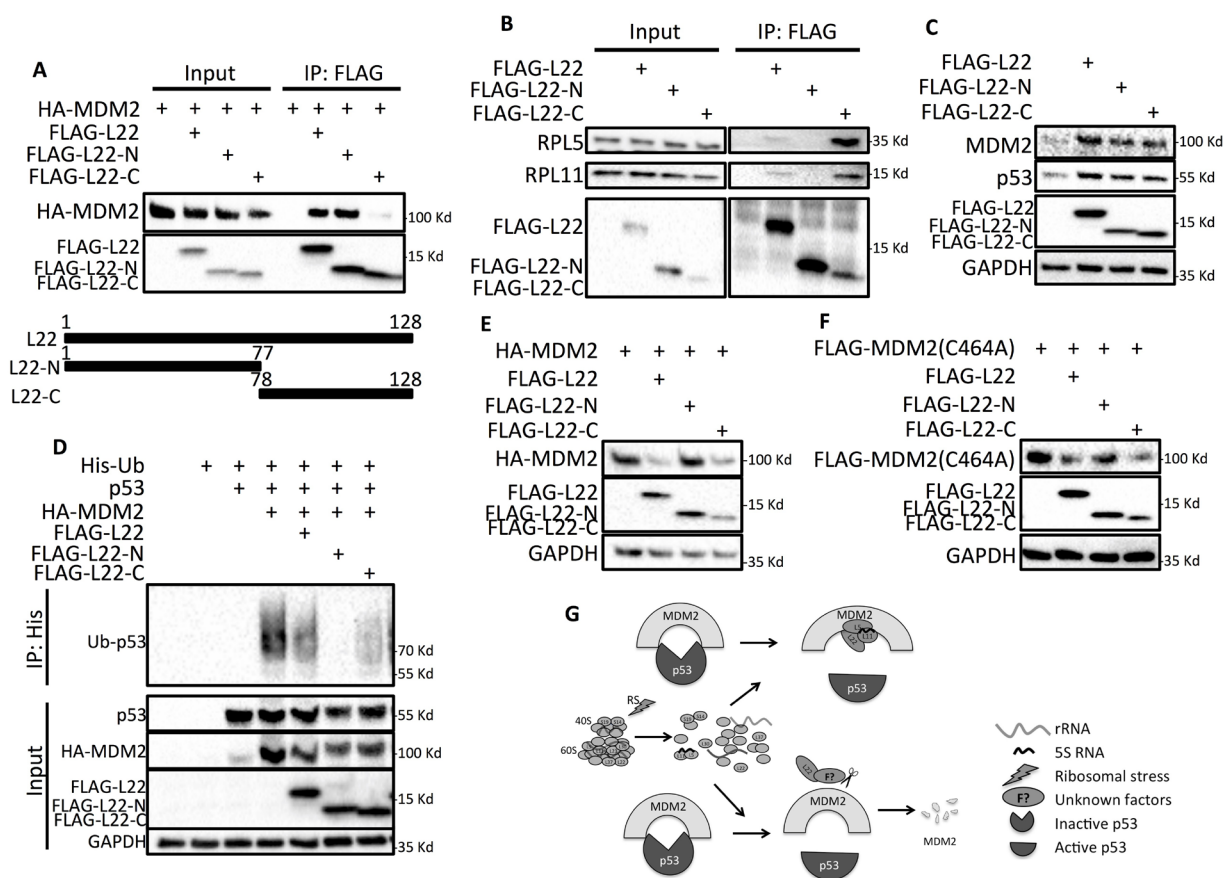 A
Input IP: FLAG
HA-MDM2 + + + + + + + +
FLAG-L22 + +
FLAG-L22-N + +
FLAG-L22-C + +
HA-MDM2
100 Kd
FLAG-L22
15 Kd
FLAG-L22-N
FLAG-L22-C
1 128
L22
1 77
L22-N
78 128
L22-C
B
Input IP: FLAG
FLAG-L22 + +
FLAG-L22-N + +
FLAG-L22-C + +
RPL5 35 Kd
RPL11 15 Kd
FLAG-L22
15 Kd
FLAG-L22-N
FLAG-L22-C
C
FLAG-L22 +
FLAG-L22-N +
FLAG-L22-C +
MDM2 100 Kd
p53 55 Kd
FLAG-L22
15 Kd
FLAG-L22-N
FLAG-L22-C
GAPDH 35 Kd
D
His-Ub + + + + + +
p53 + + + + +
HA-MDM2 + + + +
FLAG-L22 +
FLAG-L22-N +
FLAG-L22-C +
IP: His
Ub-p53
70 Kd
55 Kd
Input
p53 55 Kd
HA-MDM2 100 Kd
FLAG-L22
15 Kd
FLAG-L22-N
FLAG-L22-C
GAPDH 35 Kd
E
HA-MDM2 + + + +
FLAG-L22 +
FLAG-L22-N +
FLAG-L22-C +
HA-MDM2 100 Kd
FLAG-L22
15 Kd
FLAG-L22-N
FLAG-L22-C
GAPDH
35 Kd
F
FLAG-MDM2(C464A) + + + +
FLAG-L22 +
FLAG-L22-N +
FLAG-L22-C +
FLAG-MDM2(C464A) 100 Kd
FLAG-L22
15 Kd
FLAG-L22-N
FLAG-L22-C
GAPDH 35 Kd
G
MDM2
p53
MDM2
L5
L11
L22
p53
RS
40S
60S
L22
F?
MDM2
p53
MDM2
p53
MDM2
rRNA
5S RNA
Ribosomal stress
F? Unknown factors
Inactive p53
Active p53